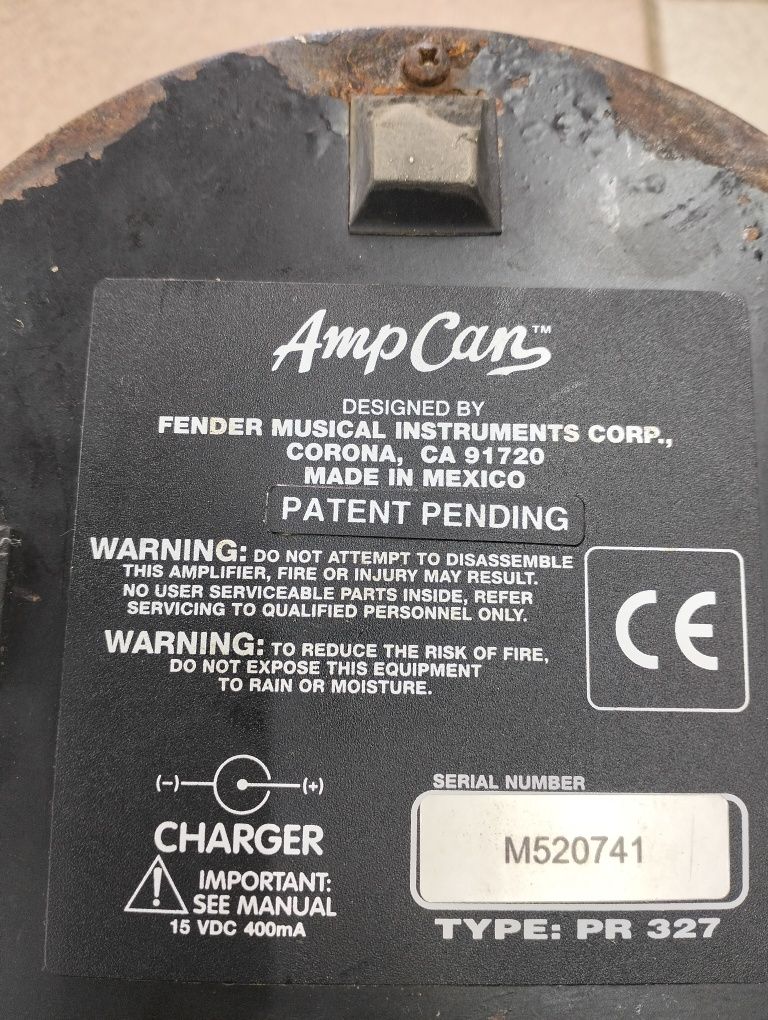 Amp Can™
DESIGNED BY
FENDER MUSICAL INSTRUMENTS CORP.,
CORONA, CA 91720
MADE IN MEXICO
PATENT PENDING
WARNING: DO NOT ATTEMPT TO DISASSEMBLE
THIS AMPLIFIER, FIRE OR INJURY MAY RESULT.
NO USER SERVICEABLE PARTS INSIDE, REFER
SERVICING TO QUALIFIED PERSONNEL ONLY.
WARNING: TO REDUCE THE RISK OF FIRE,
DO NOT EXPOSE THIS EQUIPMENT
TO RAIN OR MOISTURE.
CE
(-) (+)
CHARGER
IMPORTANT:
SEE MANUAL
15 VDC 400mA
SERIAL NUMBER
M520741
TYPE: PR 327